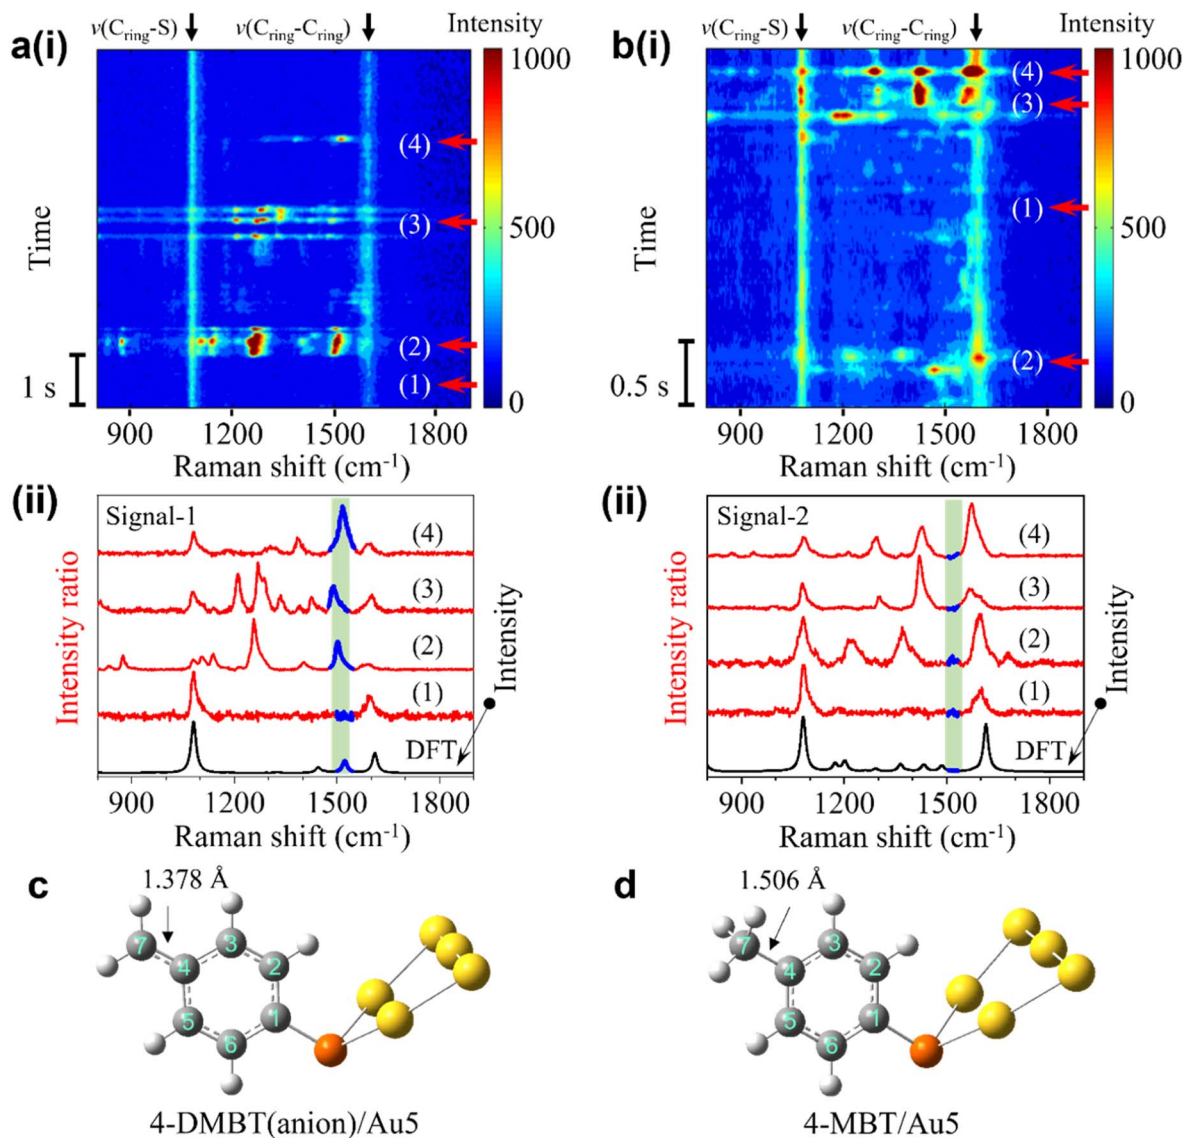 a(i)
ν(Cring-S)
ν(Cring-Cring)
Intensity
1000
500
0
(4)
(3)
(2)
(1)
Time
1 s
900
1200
1500
1800
Raman shift (cm-1)
b(i)
ν(Cring-S)
ν(Cring-Cring)
Intensity
1000
500
0
(4)
(3)
(1)
(2)
Time
0.5 s
900
1200
1500
1800
Raman shift (cm-1)
(ii)
Signal-1
(4)
(3)
(2)
(1)
DFT
Intensity ratio
Intensity
900
1200
1500
1800
Raman shift (cm-1)
(ii)
Signal-2
(4)
(3)
(2)
(1)
DFT
Intensity ratio
Intensity
900
1200
1500
1800
Raman shift (cm-1)
c
1.378 Å
7
4
3
2
5
6
1
4-DMBT(anion)/Au5
d
1.506 Å
7
4
3
2
5
6
1
4-MBT/Au5